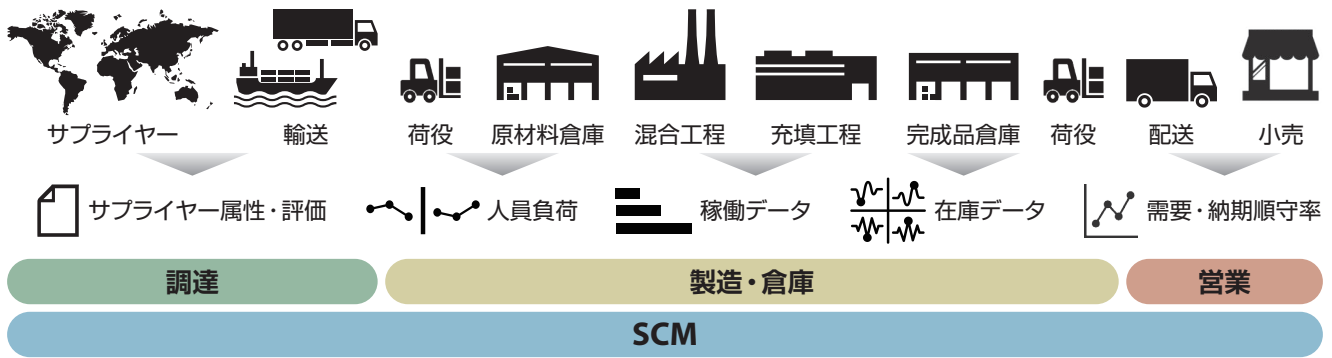 サプライヤー
輸送
荷役
原材料倉庫
混合工程
充填工程
完成品倉庫
荷役
配送
小売
サプライヤー属性・評価
人員負荷
稼働データ
在庫データ
需要・納期順守率
調達
製造・倉庫
営業
SCM